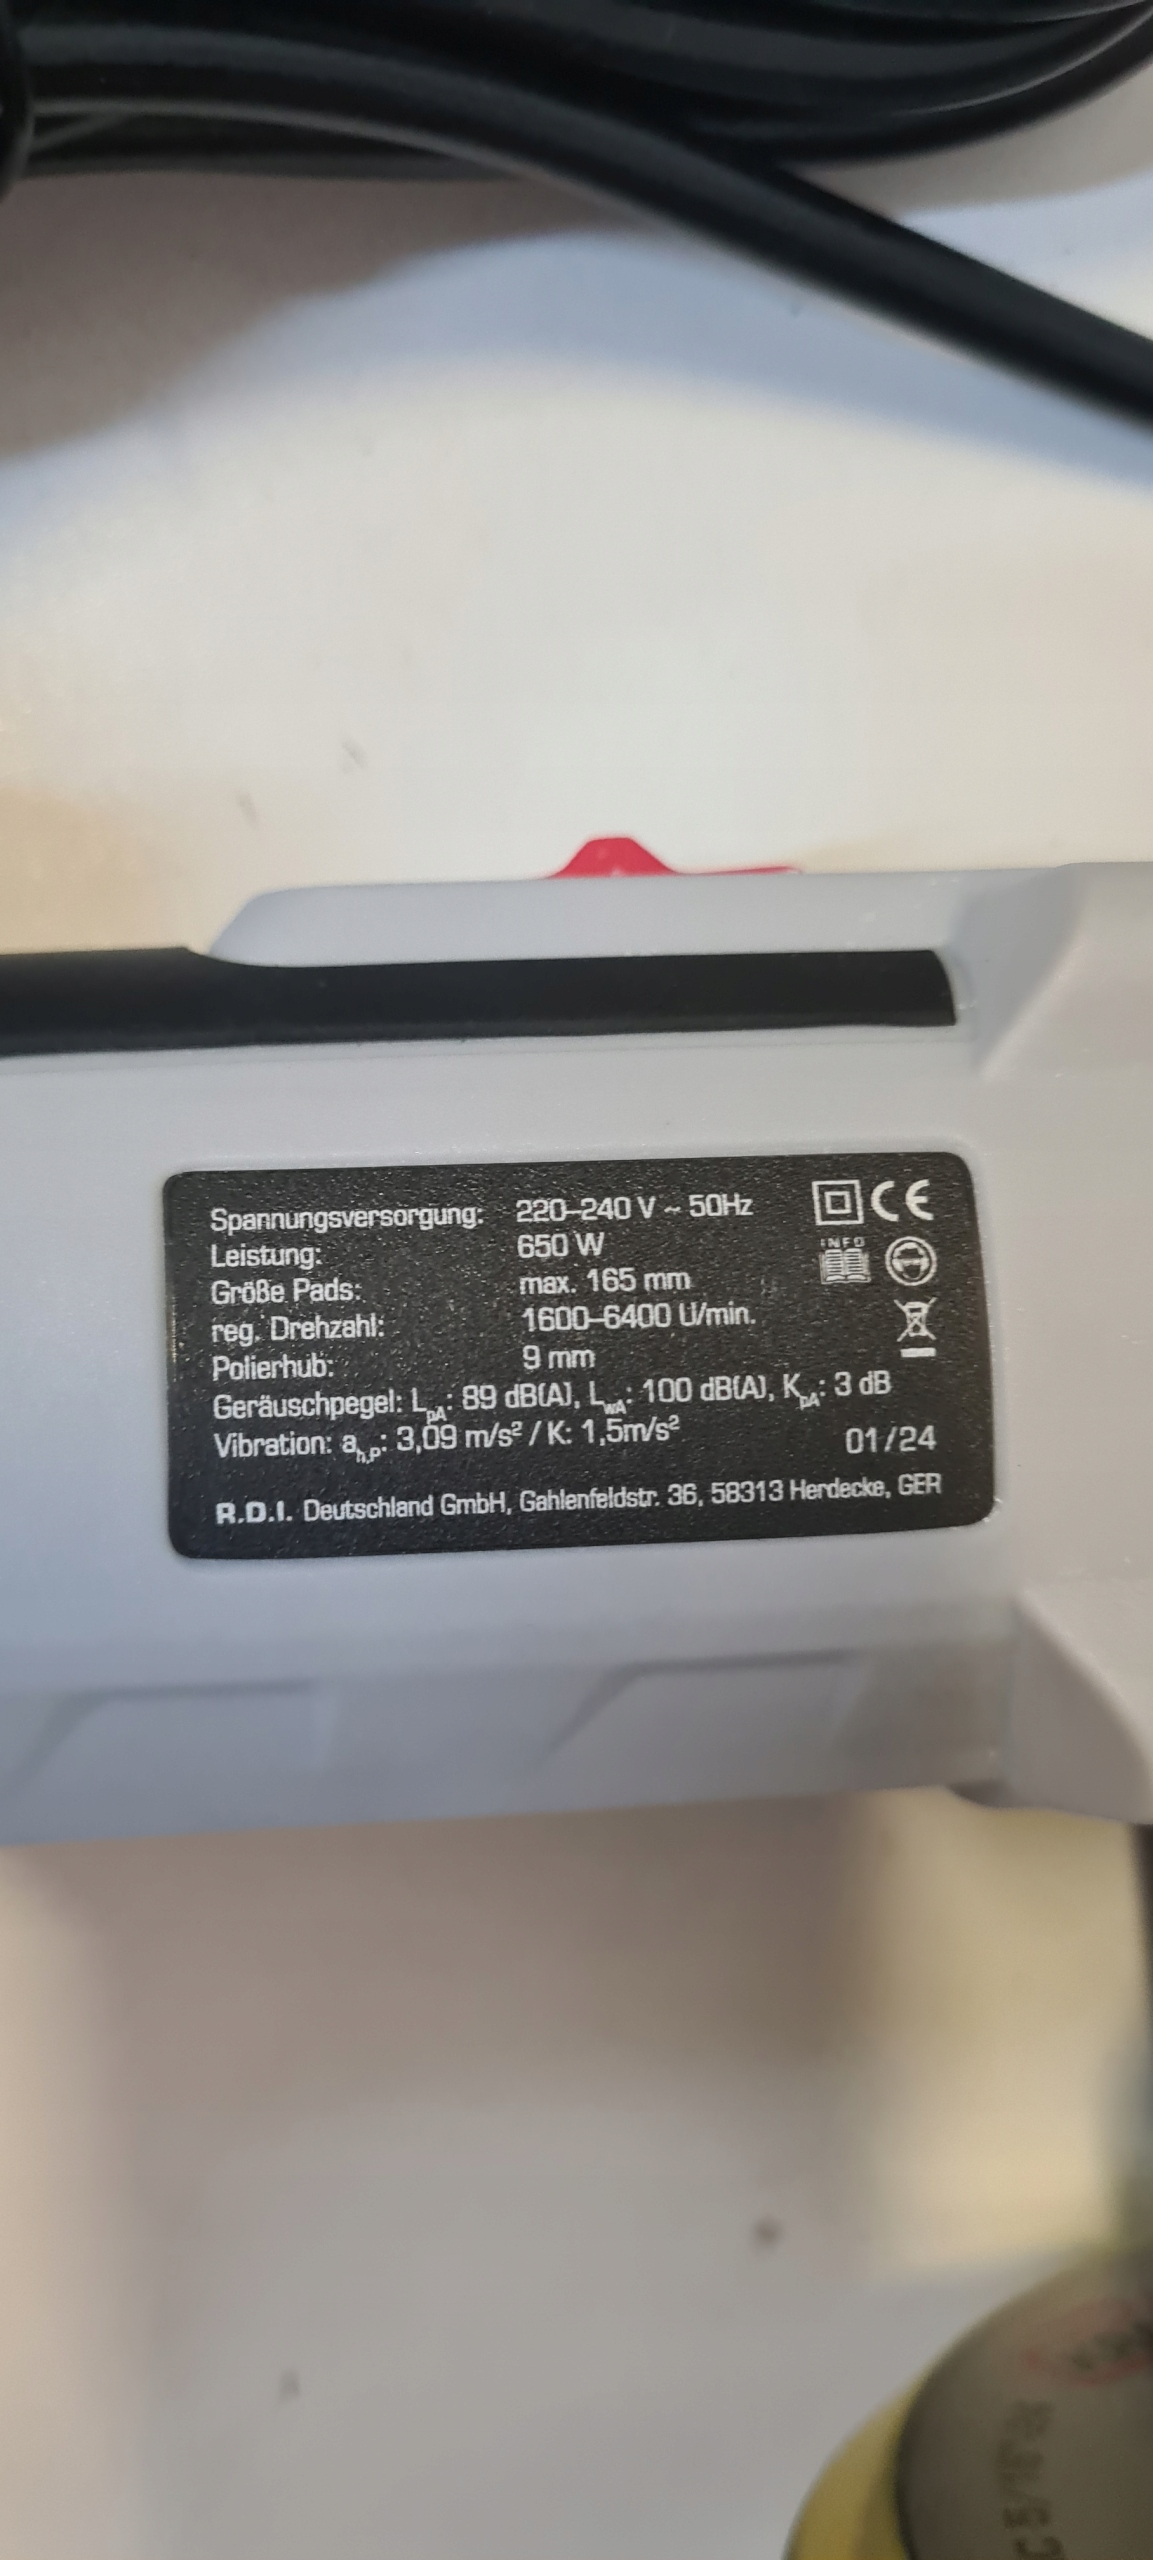 Spannungsversorgung: 220–240 V ~ 50Hz
Leistung: 650 W
Größe Pads: max. 165 mm
reg. Drehzahl: 1600–6400 U/min.
Polierhub: 9 mm
Geräuschpegel: LpA: 89 dB(A), LwA: 100 dB(A), KpA: 3 dB
Vibration: ah,P: 3,09 m/s² / K: 1,5m/s²
01/24
R.D.I. Deutschland GmbH, Gahlenfeldstr. 36, 58313 Herdecke, GER
CE
INFO